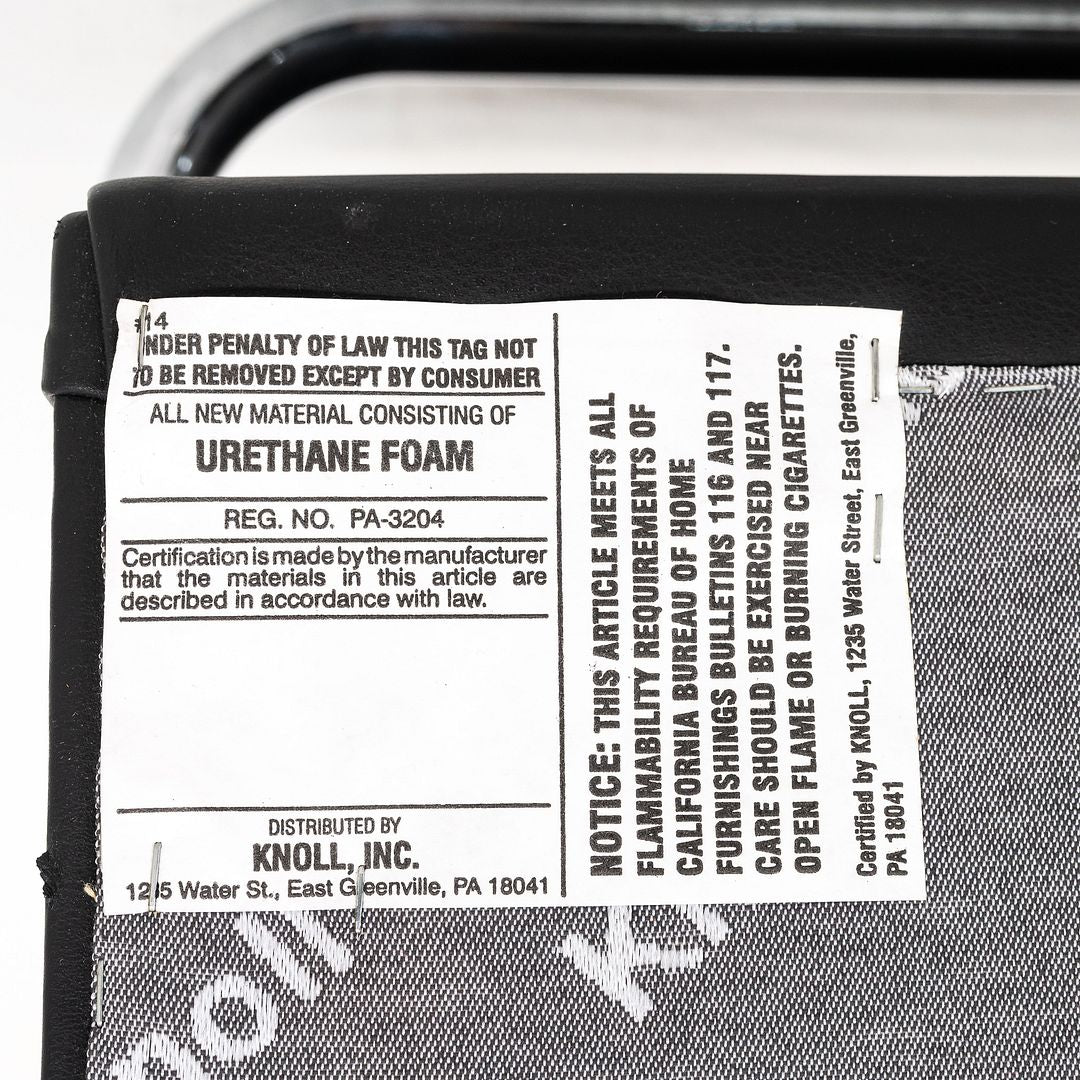 #14
UNDER PENALTY OF LAW THIS TAG NOT
TO BE REMOVED EXCEPT BY CONSUMER
ALL NEW MATERIAL CONSISTING OF
URETHANE FOAM
REG. NO. PA-3204
Certification is made by the manufacturer
that the materials in this article are
described in accordance with law.
DISTRIBUTED BY
KNOLL, INC.
1235 Water St., East Greenville, PA 18041
NOTICE: THIS ARTICLE MEETS ALL
FLAMMABILITY REQUIREMENTS OF
CALIFORNIA BUREAU OF HOME
FURNISHINGS BULLETINS 116 AND 117.
CARE SHOULD BE EXERCISED NEAR
OPEN FLAME OR BURNING CIGARETTES.
Certified by KNOLL, 1235 Water Street, East Greenville,
PA 18041
noll
Kn